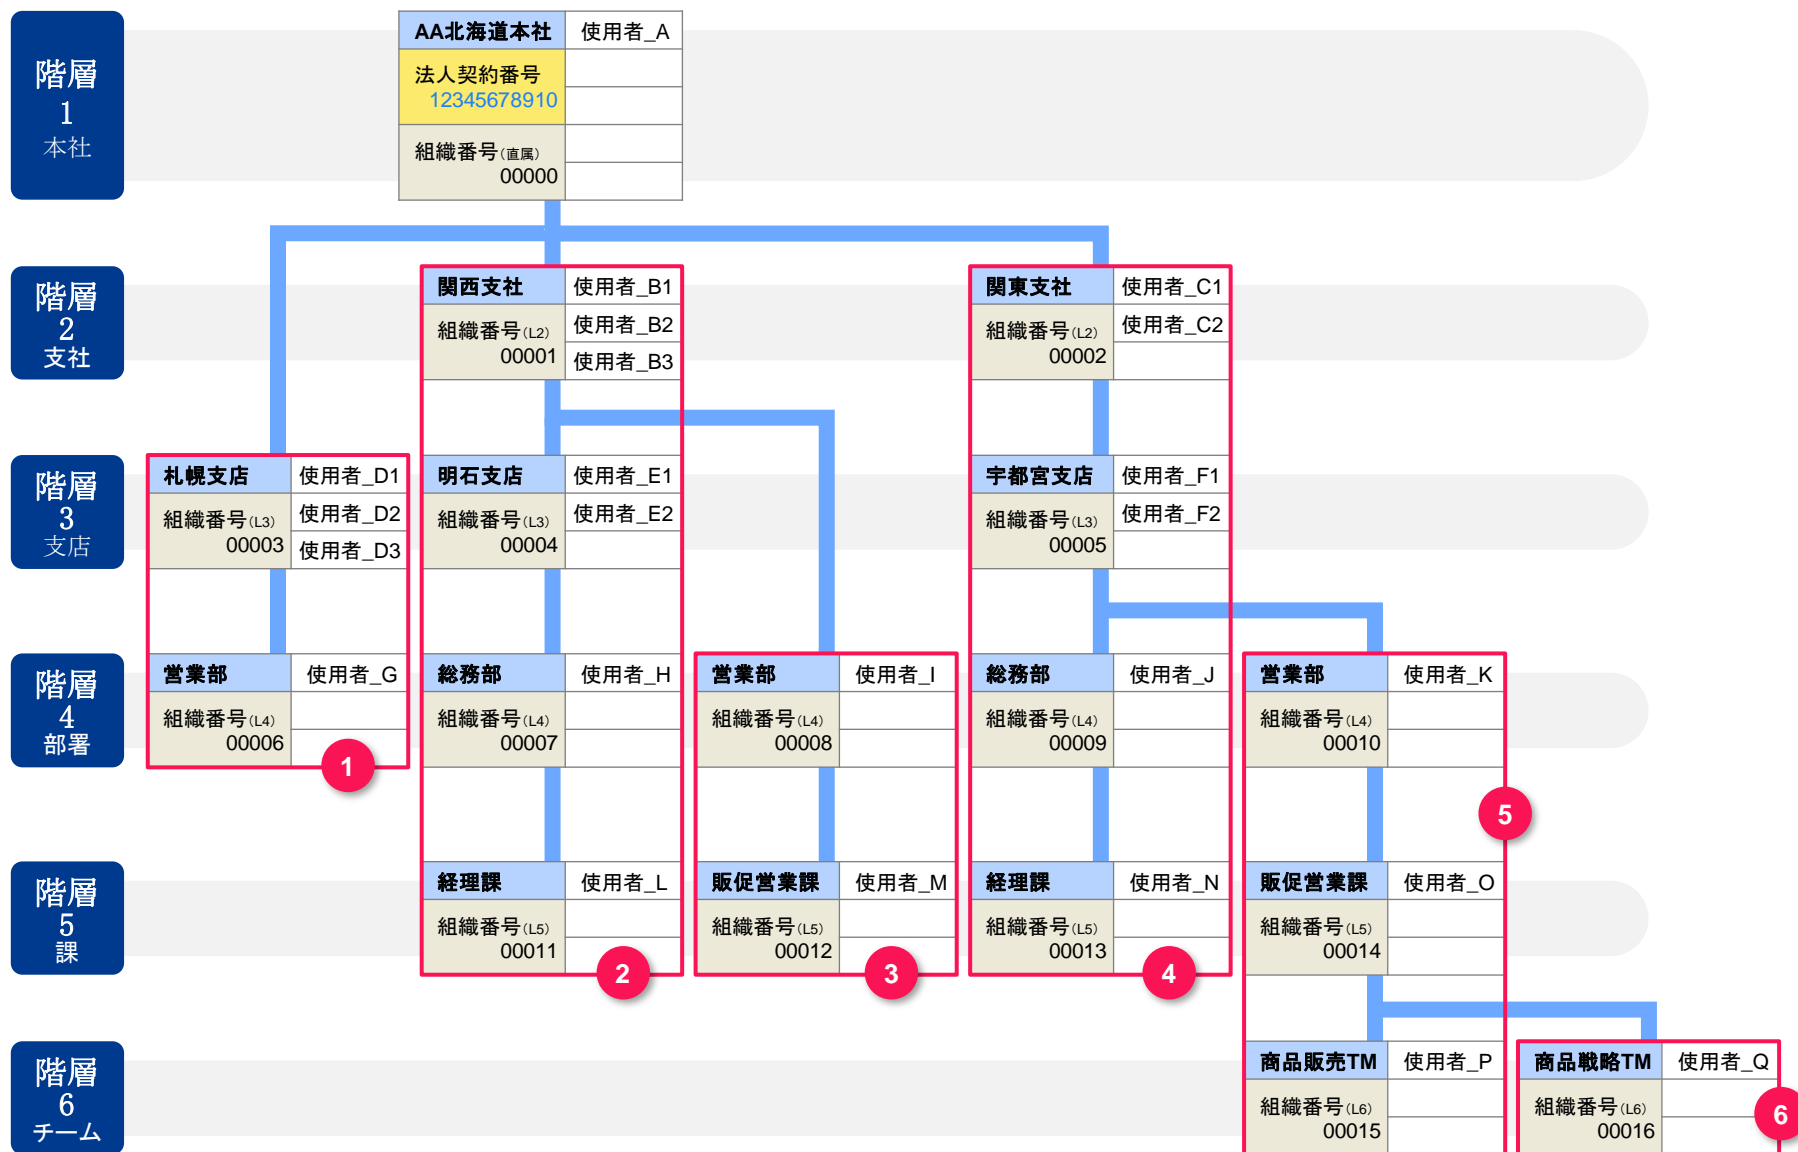 階層
1
本社
AA北海道本社
使用者_A
法人契約番号
12345678910
組織番号(直属)
00000
階層
2
支社
関西支社
使用者_B1
組織番号(L2)
00001
使用者_B2
使用者_B3
関東支社
使用者_C1
組織番号(L2)
00002
使用者_C2
階層
3
支店
札幌支店
使用者_D1
組織番号(L3)
00003
使用者_D2
使用者_D3
明石支店
使用者_E1
組織番号(L3)
00004
使用者_E2
宇都宮支店
使用者_F1
組織番号(L3)
00005
使用者_F2
階層
4
部署
営業部
使用者_G
組織番号(L4)
00006
1
総務部
使用者_H
組織番号(L4)
00007
営業部
使用者_I
組織番号(L4)
00008
総務部
使用者_J
組織番号(L4)
00009
営業部
使用者_K
組織番号(L4)
00010
5
階層
5
課
経理課
使用者_L
組織番号(L5)
00011
2
販促営業課
使用者_M
組織番号(L5)
00012
3
経理課
使用者_N
組織番号(L5)
00013
4
販促営業課
使用者_O
組織番号(L5)
00014
階層
6
チーム
商品販売TM
使用者_P
組織番号(L6)
00015
商品戦略TM
使用者_Q
組織番号(L6)
00016
6